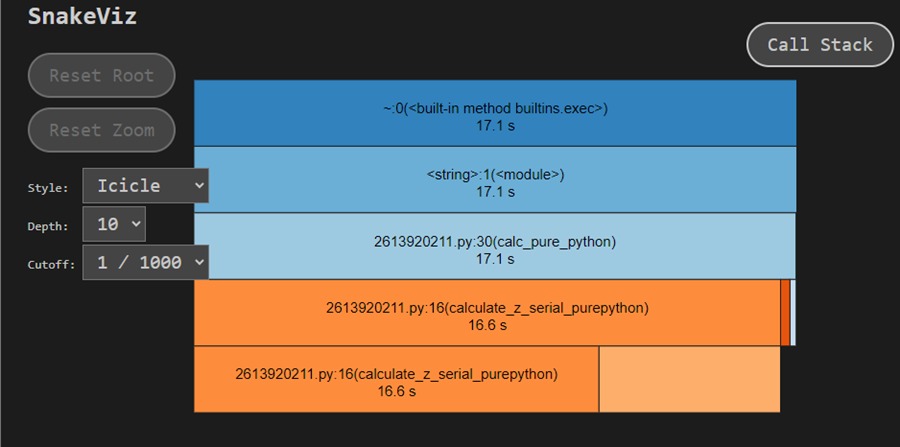 SnakeViz
Call Stack
Reset Root
Reset Zoom
Style: Icicle
Depth: 10
Cutoff: 1 / 1000
~:0(<built-in method builtins.exec>)
17.1 s
<string>:1(<module>)
17.1 s
2613920211.py:30(calc_pure_python)
17.1 s
2613920211.py:16(calculate_z_serial_purepython)
16.6 s
2613920211.py:16(calculate_z_serial_purepython)
16.6 s